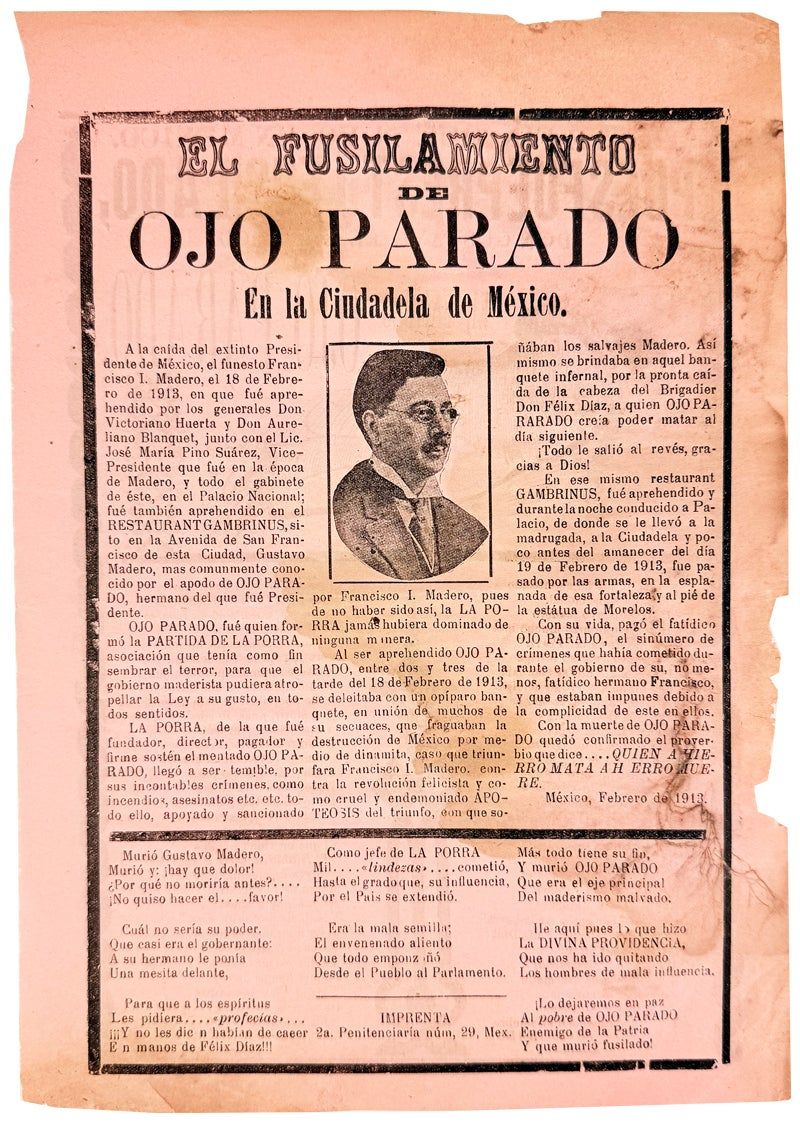 EL FUSILAMIENTO
DE
OJO PARADO
En la Ciudadela de México.
A la caída del extinto Presi-
dente de México, el funesto Fran-
cisco I. Madero, el 18 de Febre-
ro de 1913, en que fué apre-
hendido por los generales Don
Victoriano Huerta y Don Aure-
liano Blanquet, junto con el Lic.
José María Pino Suárez, Vice-
Presidente que fué en la época
de Madero, y todo el gabinete
de éste, en el Palacio Nacional;
fué también aprehendido en el
RESTAURANT GAMBRINUS, si-
to en la Avenida de San Fran-
cisco de esta Ciudad, Gustavo
Madero, mas comunmente cono-
cido por el apodo de OJO PARA-
DO, hermano del que fué Presi-
dente.
OJO PARADO, fué quien for-
mó la PARTIDA DE LA PORRA,
asociación que tenía como fin
sembrar el terror, para que el
gobierno maderista pudiera atro-
pellar la Ley a su gusto, en to-
dos sentidos.
LA PORRA, de la que fué
fundador, director, pagador y
firme sostén el mentado OJO PA-
RADO, llegó a ser temible, por
sus incontables crímenes, como
incendios, asesinatos etc. etc. to-
do ello, apoyado y sancionado
por Francisco I. Madero, pues
de no haber sido así, la LA PO-
RRA jamás hubiera dominado de
ninguna manera.
Al ser aprehendido OJO PA-
RADO, entre dos y tres de la
tarde del 18 de Febrero de 1913,
se deleitaba con un opíparo ban-
quete, en unión de muchos de
su secuaces, que fraguaban la
destrucción de México por me-
dio de dinamita, caso que triun-
fara Francisco I. Madero, con-
tra la revolución felicista y co-
mo cruel y endemoniado APO-
TEOSIS del triunfo, con que so-
ñában los salvajes Madero. Así
mismo se brindaba en aquel ban-
quete infernal, por la pronta caí-
da de la cabeza del Brigadier
Don Félix Díaz, a quien OJO PA-
RARADO creía poder matar al
día siguiente.
¡Todo le salió al revés, gra-
cias a Dios!
En ese mismo restaurant
GAMBRINUS, fué aprehendido y
durante la noche conducido a Pa-
lacio, de donde se le llevó a la
madrugada, a la Ciudadela y po-
co antes del amanecer del día
19 de Febrero de 1913, fue pa-
sado por las armas, en la espla-
nada de esa fortaleza y al pié de
la estátua de Morelos.
Con su vida, pagó el fatídico
OJO PARADO, el sinúmero de
crímenes que había cometido du-
rante el gobierno de su, no me-
nos, fatídico hermano Francisco,
y que estaban impunes debido a
la complicidad de este en ellos.
Con la muerte de OJO PARA-
DO quedó confirmado el prover-
bio que dice....QUIEN A HIE-
RRO MATA A H ERRO MUE-
RE.
México, Febrero de 1913.
Murió Gustavo Madero,
Murió y; ¡hay que dolor!
¿Por qué no moriría antes?....
¡No quiso hacer el....favor!
Cuál no sería su poder.
Que casi era el gobernante:
A su hermano le ponía
Una mesita delante,
Para que a los espíritus
Les pidiera....«profecías»...
¡¡¡Y no les dic n habían de caeer
E n manos de Félix Díaz!!!
Como jefe de LA PORRA
Mil....«lindezas»....cometió,
Hasta el grado que, su influencia,
Por el País se extendió.
Era la mala semilla;
El envenenado aliento
Que todo emponz ñó
Desde el Pueblo al Parlamento.
IMPRENTA
2a. Penitenciaría núm, 29, Mex.
Más todo tiene su fin,
Y murió OJO PARADO
Que era el eje principal
Del maderismo malvado.
He aquí pues lo que hizo
La DIVINA PROVIDENCIA,
Que nos ha ido quitando
Los hombres de mala influencia.
¡Lo dejaremos en paz
Al pobre de OJO PARADO
Enemigo de la Patria
Y que murió fusilado!